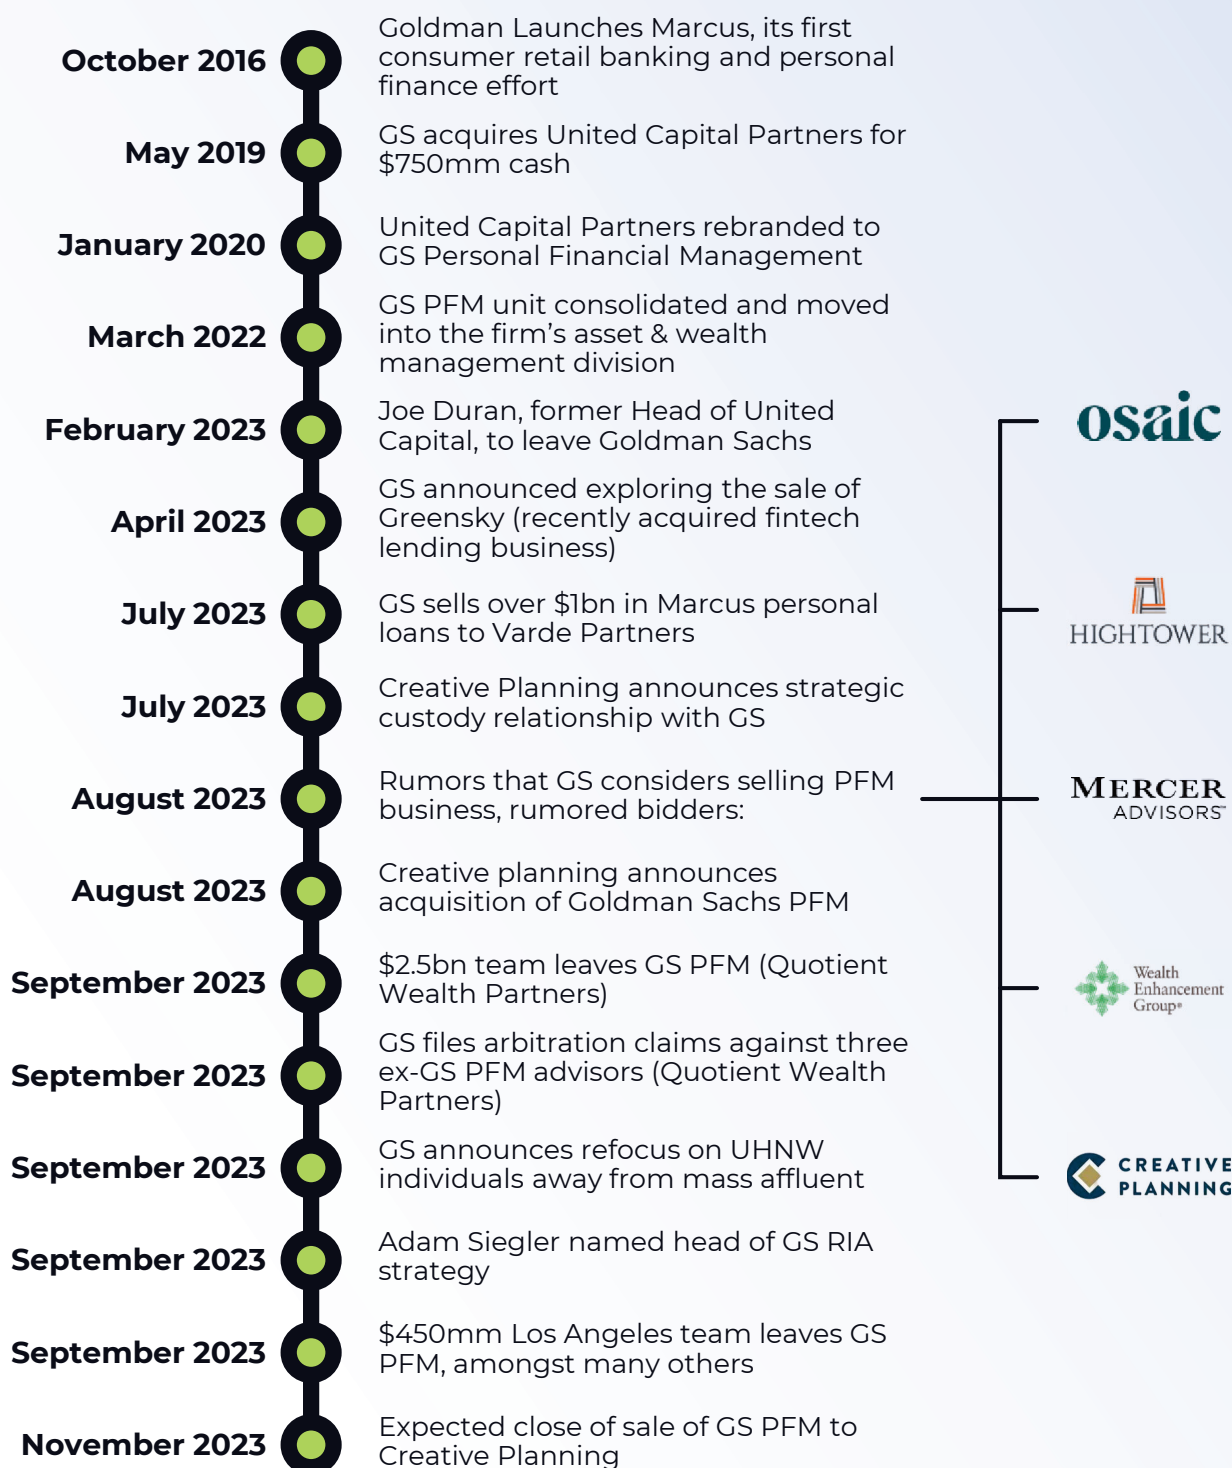 October 2016
Goldman Launches Marcus, its first
consumer retail banking and personal
finance effort
May 2019
GS acquires United Capital Partners for
$750mm cash
January 2020
United Capital Partners rebranded to
GS Personal Financial Management
March 2022
GS PFM unit consolidated and moved
into the firm’s asset & wealth
management division
February 2023
Joe Duran, former Head of United
Capital, to leave Goldman Sachs
April 2023
GS announced exploring the sale of
Greensky (recently acquired fintech
lending business)
July 2023
GS sells over $1bn in Marcus personal
loans to Varde Partners
July 2023
Creative Planning announces strategic
custody relationship with GS
August 2023
Rumors that GS considers selling PFM
business, rumored bidders:
osaic
HIGHTOWER
MERCER
ADVISORS™
Wealth
Enhancement
Group®
CREATIVE
PLANNING
August 2023
Creative planning announces
acquisition of Goldman Sachs PFM
September 2023
$2.5bn team leaves GS PFM (Quotient
Wealth Partners)
September 2023
GS files arbitration claims against three
ex-GS PFM advisors (Quotient Wealth
Partners)
September 2023
GS announces refocus on UHNW
individuals away from mass affluent
September 2023
Adam Siegler named head of GS RIA
strategy
September 2023
$450mm Los Angeles team leaves GS
PFM, amongst many others
November 2023
Expected close of sale of GS PFM to
Creative Planning